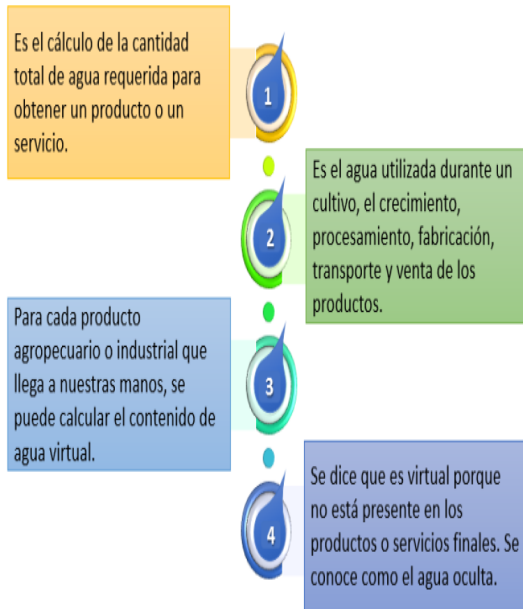 Es el cálculo de la cantidad
total de agua requerida para
obtener un producto o un
servicio.
1
Es el agua utilizada durante un
cultivo, el crecimiento,
procesamiento, fabricación,
transporte y venta de los
productos.
2
Para cada producto
agropecuario o industrial que
llega a nuestras manos, se
puede calcular el contenido de
agua virtual.
3
Se dice que es virtual porque
no está presente en los
productos o servicios finales. Se
conoce como el agua oculta.
4